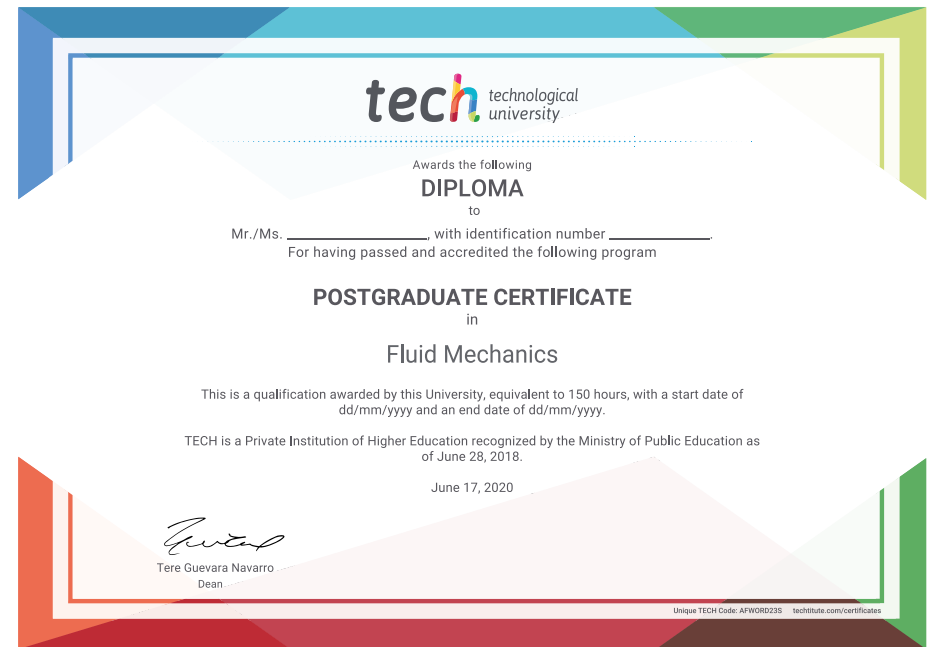 tech technological
university
Awards the following
DIPLOMA
to
Mr./Ms. ____________________, with identification number ______________.
For having passed and accredited the following program
POSTGRADUATE CERTIFICATE
in
Fluid Mechanics
This is a qualification awarded by this University, equivalent to 150 hours, with a start date of
dd/mm/yyyy and an end date of dd/mm/yyyy.
TECH is a Private Institution of Higher Education recognized by the Ministry of Public Education as
of June 28, 2018.
June 17, 2020
Tere Guevara Navarro
Dean
Unique TECH Code: AFWORD23S techtitute.com/certificates